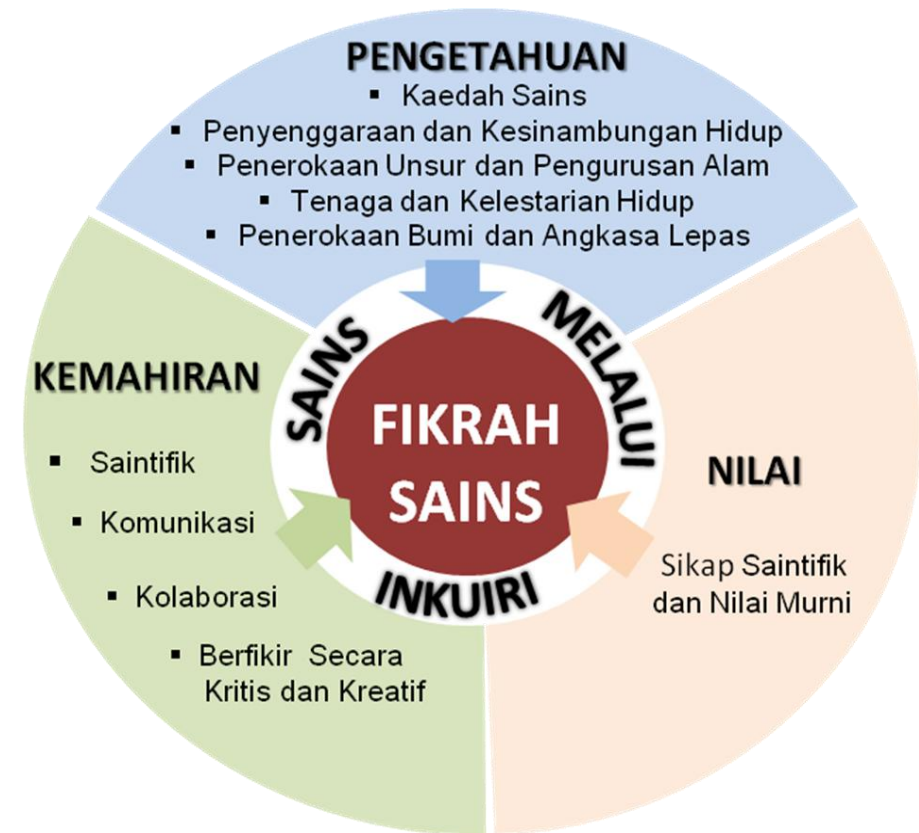 PENGETAHUAN
▪ Kaedah Sains
▪ Penyenggaraan dan Kesinambungan Hidup
▪ Penerokaan Unsur dan Pengurusan Alam
▪ Tenaga dan Kelestarian Hidup
▪ Penerokaan Bumi dan Angkasa Lepas
SAINS
MELALUI
INKUIRI
FIKRAH
SAINS
KEMAHIRAN
▪ Saintifik
▪ Komunikasi
▪ Kolaborasi
▪ Berfikir Secara
Kritis dan Kreatif
NILAI
Sikap Saintifik
dan Nilai Murni